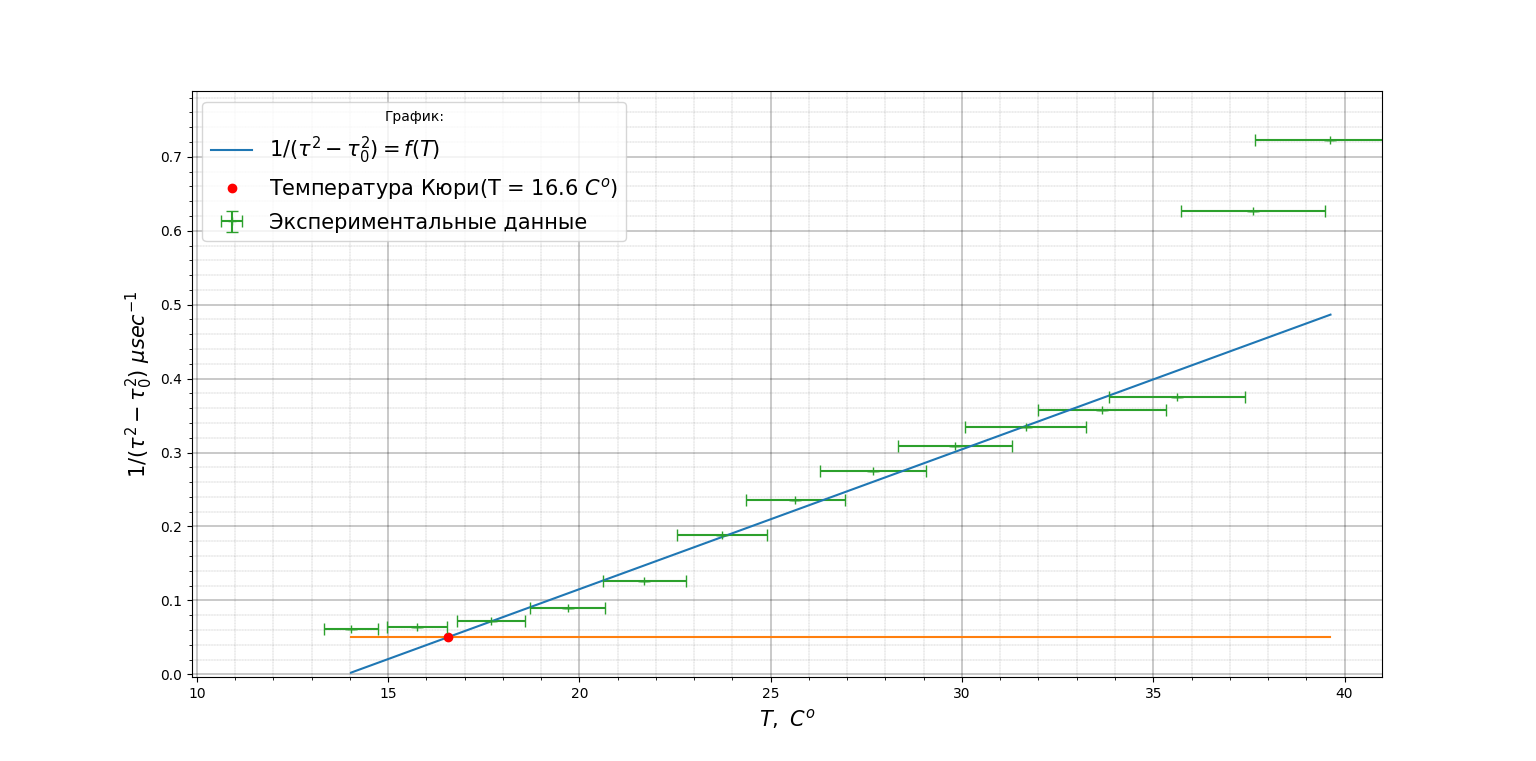 График:
1/(τ² − τ₀²) = f(T)
Температура Кюри(T = 16.6 Cᵒ)
Экспериментальные данные
1/(τ² − τ₀²) μsec⁻¹
0.7
0.6
0.5
0.4
0.3
0.2
0.1
0.0
10 15 20 25 30 35 40
T, Cᵒ